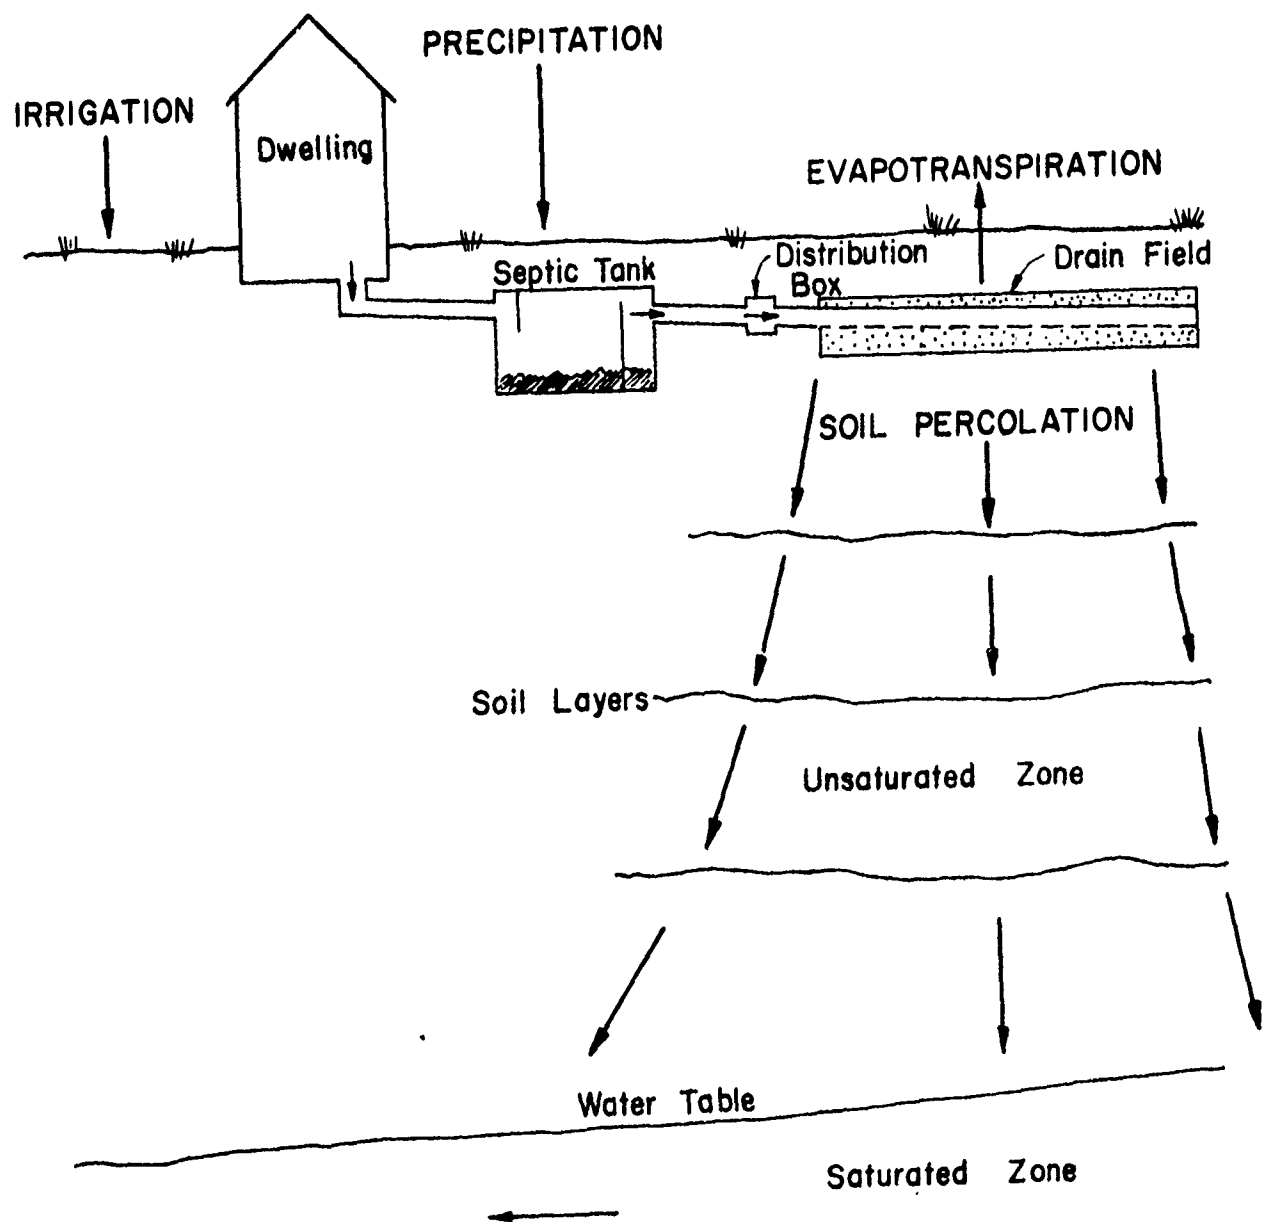 PRECIPITATION
IRRIGATION
Dwelling
EVAPOTRANSPIRATION
Septic Tank
Distribution
Box
Drain Field
SOIL PERCOLATION
Soil Layers
Unsaturated Zone
Water Table
Saturated Zone